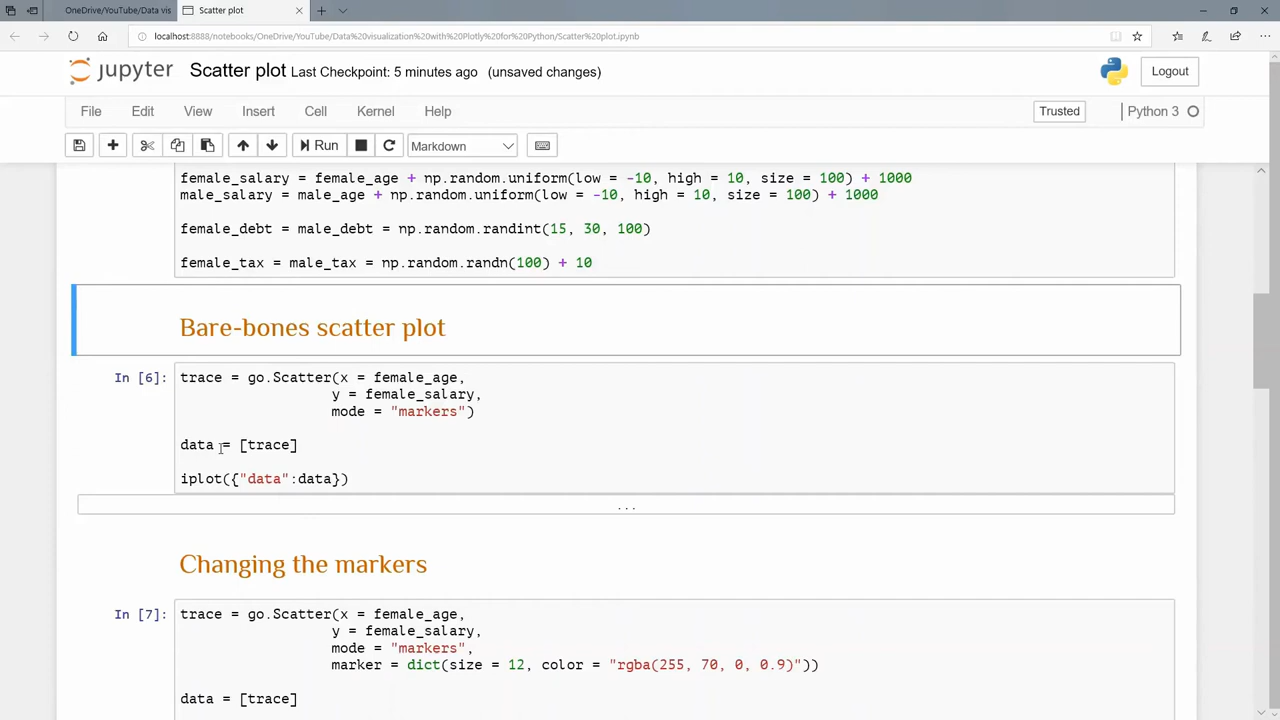 OneDrive/YouTube/Data vis
Scatter plot
localhost:8888/notebooks/OneDrive/YouTube/Data%20visualization%20with%20Plotly%20for%20Python/Scatter%20plot.ipynb
jupyter Scatter plot Last Checkpoint: 5 minutes ago (unsaved changes)
Logout
File Edit View Insert Cell Kernel Help
Trusted
Python 3
Run
Markdown
female_salary = female_age + np.random.uniform(low = -10, high = 10, size = 100) + 1000
male_salary = male_age + np.random.uniform(low = -10, high = 10, size = 100) + 1000
female_debt = male_debt = np.random.randint(15, 30, 100)
female_tax = male_tax = np.random.randn(100) + 10
Bare-bones scatter plot
In [6]: trace = go.Scatter(x = female_age,
y = female_salary,
mode = "markers")
data = [trace]
iplot({"data":data})
...
Changing the markers
In [7]: trace = go.Scatter(x = female_age,
y = female_salary,
mode = "markers",
marker = dict(size = 12, color = "rgba(255, 70, 0, 0.9)"))
data = [trace]